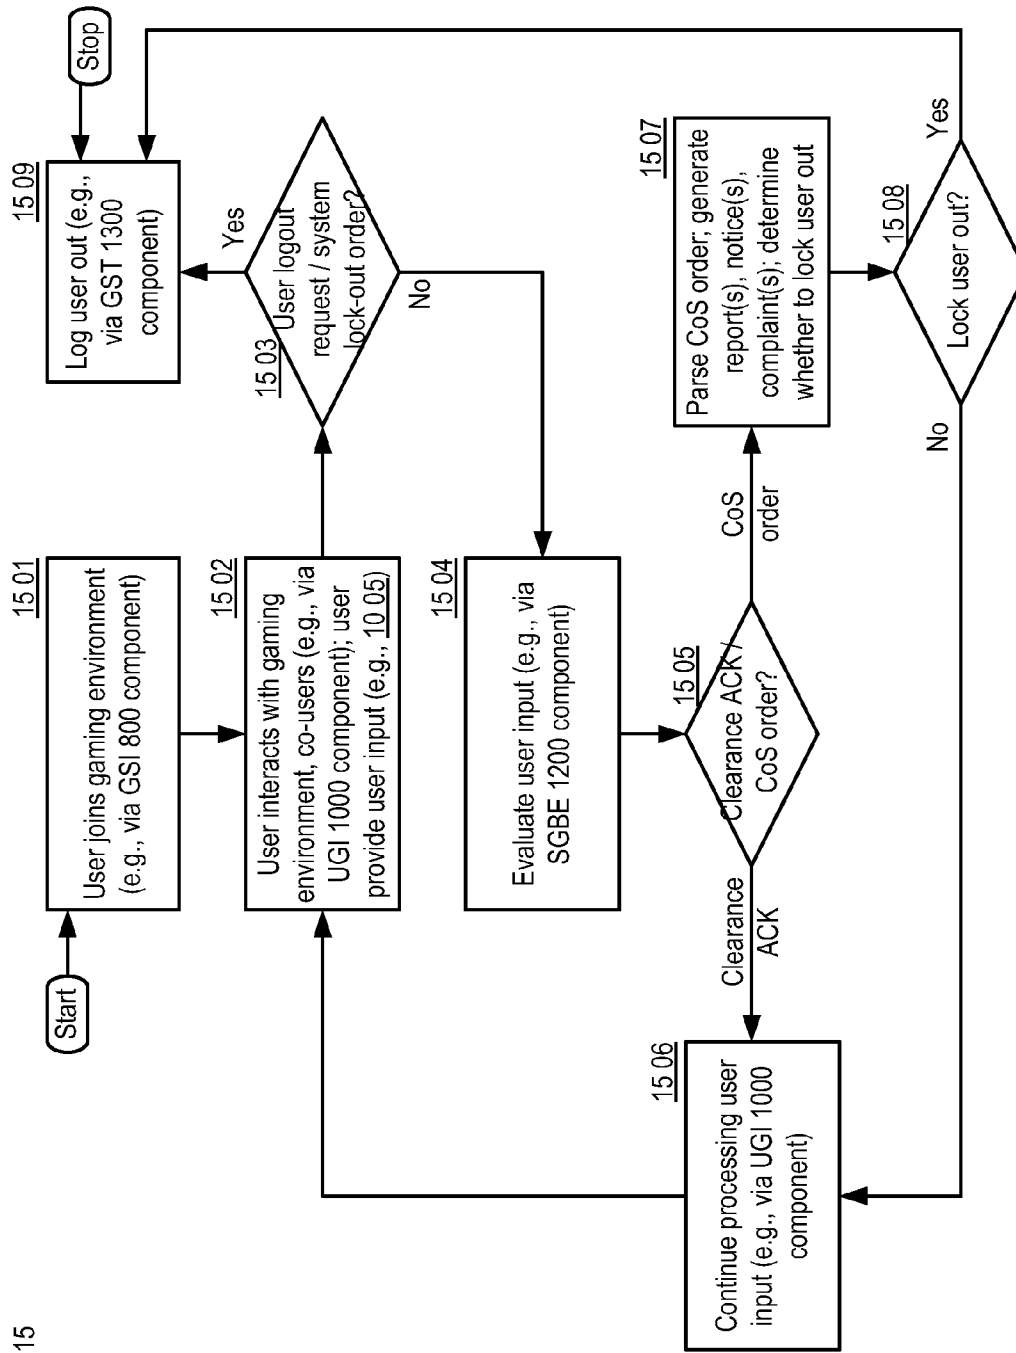 15
Start
15 01
User joins gaming environment
(e.g., via GSI 800 component)
15 02
User interacts with gaming
environment, co-users (e.g., via
UGI 1000 component); user
provide user input (e.g., 10 05)
15 03
User logout
request / system
lock-out order?
Yes
No
15 09
Log user out (e.g.,
via GST 1300
component)
Stop
15 04
Evaluate user input (e.g., via
SGBE 1200 component)
15 05
Clearance ACK /
CoS order?
Clearance
ACK
CoS
order
15 06
Continue processing user
input (e.g., via UGI 1000
component)
15 07
Parse CoS order; generate
report(s), notice(s),
complaint(s); determine
whether to lock user out
15 08
Lock user out?
No
Yes